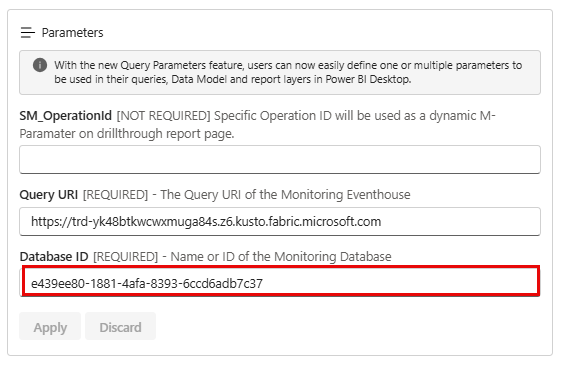 Parameters
With the new Query Parameters feature, users can now easily define one or multiple parameters to
be used in their queries, Data Model and report layers in Power BI Desktop.
SM_OperationId [NOT REQUIRED] Specific Operation ID will be used as a dynamic M-
Paramater on drillthrough report page.
Query URI [REQUIRED] - The Query URI of the Monitoring Eventhouse
https://trd-yk48btkwcwxmuga84s.z6.kusto.fabric.microsoft.com
Database ID [REQUIRED] - Name or ID of the Monitoring Database
e439ee80-1881-4afa-8393-6ccd6adb7c37
Apply Discard